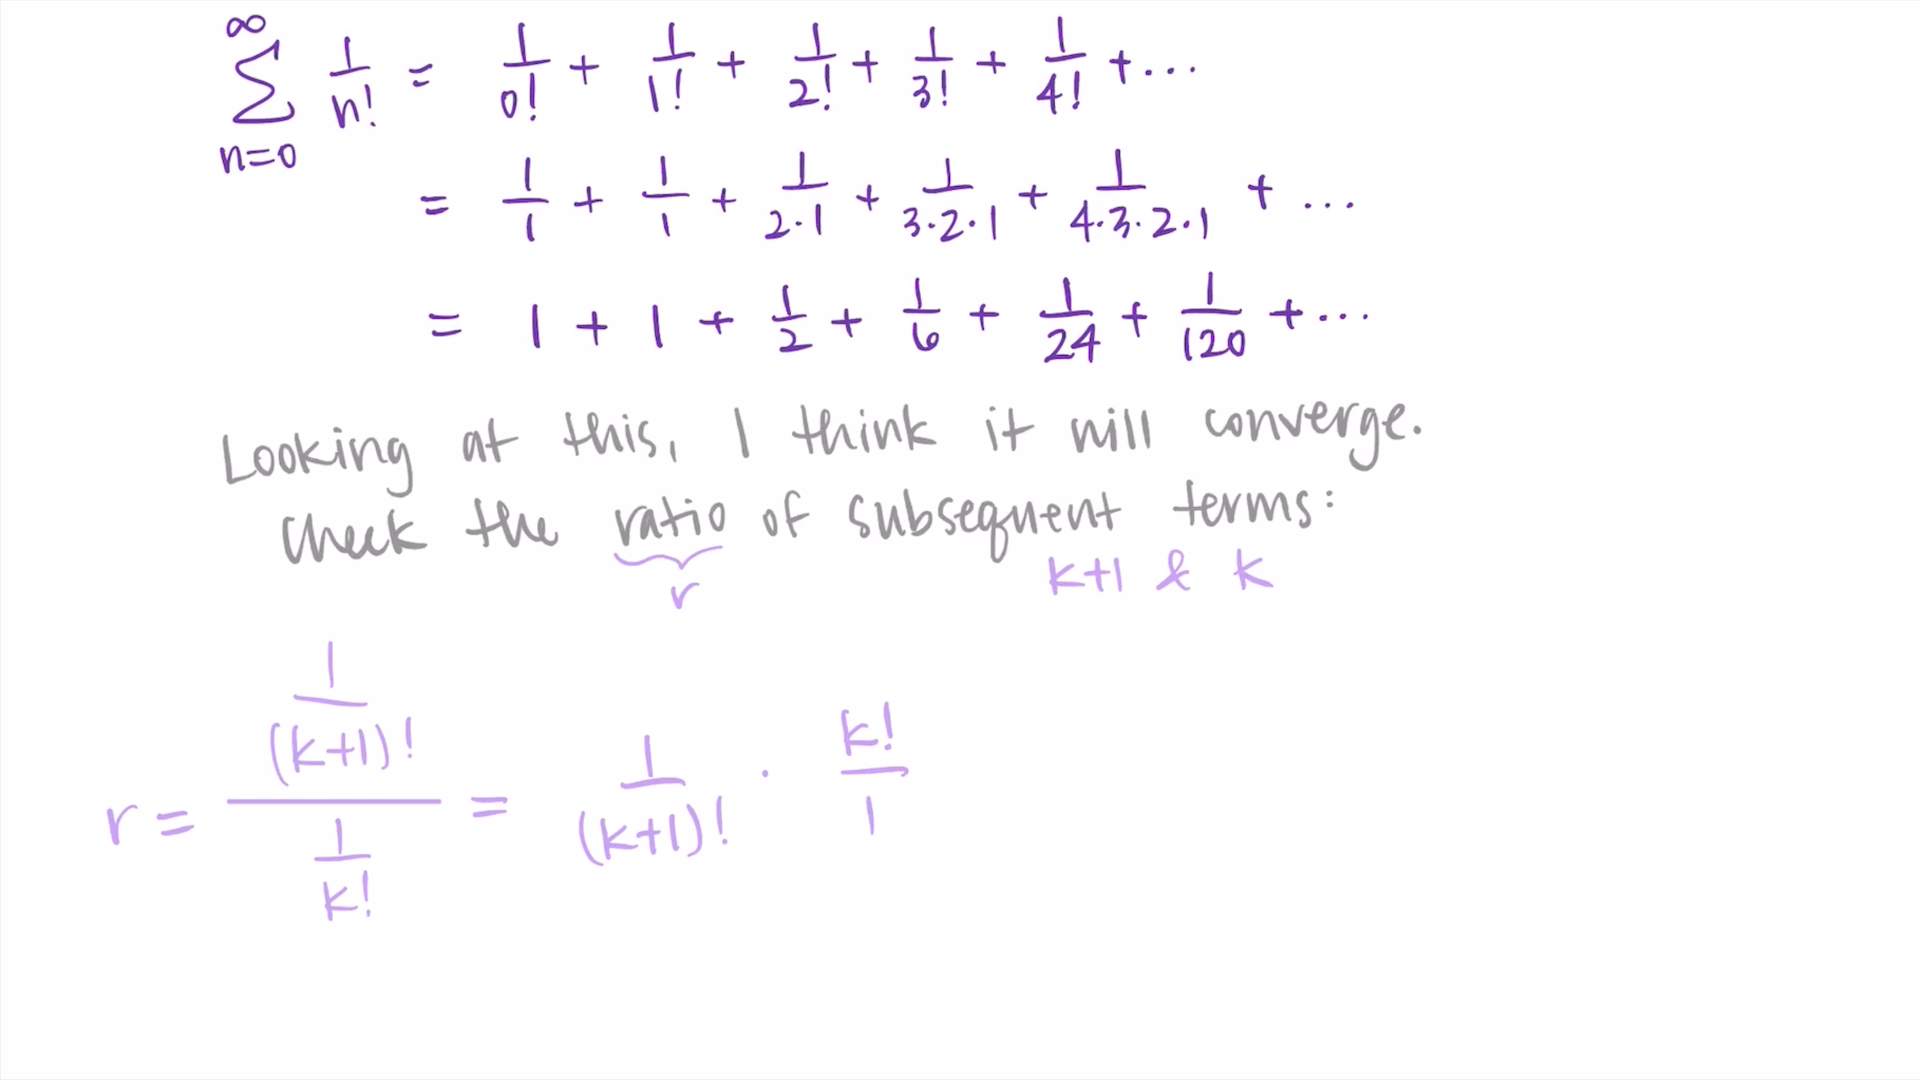 ∞
∑ 1/n! = 1/0! + 1/1! + 1/2! + 1/3! + 1/4! + ...
n=0
= 1/1 + 1/1 + 1/2·1 + 1/3·2·1 + 1/4·3·2·1 + ...
= 1 + 1 + 1/2 + 1/6 + 1/24 + 1/120 + ...
Looking at this, I think it will converge.
Check the ratio of subsequent terms:
r k+1 & k
r = (1/(k+1)!)/(1/k!) = 1/(k+1)! · k!/1